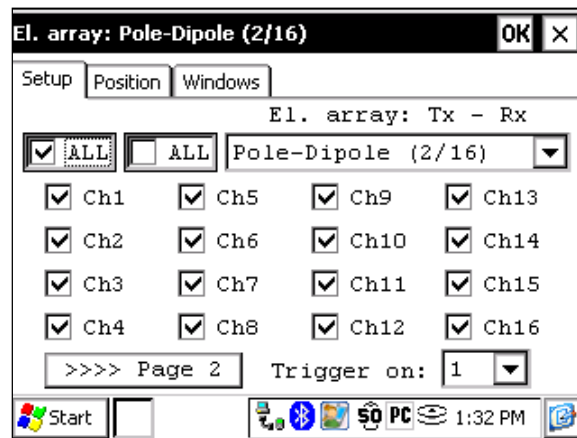 El. array: Pole-Dipole (2/16) OK ×
Setup Position Windows
El. array: Tx - Rx
ALL ALL Pole-Dipole (2/16)
Ch1 Ch5 Ch9 Ch13
Ch2 Ch6 Ch10 Ch14
Ch3 Ch7 Ch11 Ch15
Ch4 Ch8 Ch12 Ch16
>>>> Page 2 Trigger on: 1
Start 50 PC 1:32 PM